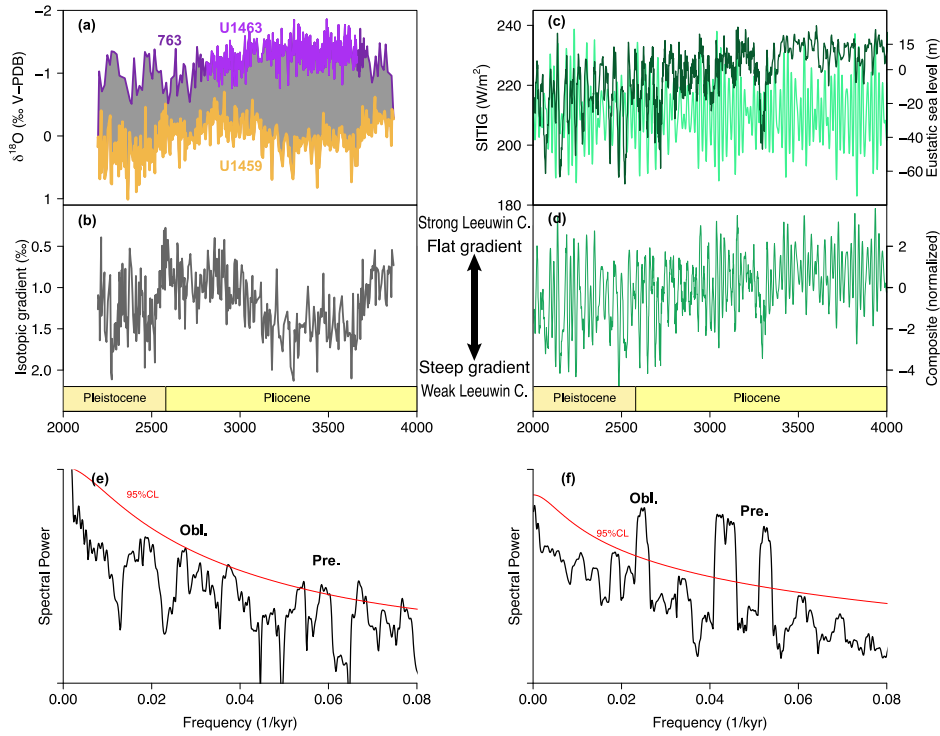 (a)
763
U1463
U1459
−2
−1
0
1
δ18O (‰ V−PDB)
(c)
240
220
200
180
SITIG (W/m2)
15
0
−20
−40
−60
Eustatic sea level (m)
(b)
0.5
1.0
1.5
2.0
Isotopic gradient (‰)
Strong Leeuwin C.
Flat gradient
Steep gradient
Weak Leeuwin C.
(d)
2
0
−2
−4
Composite (normalized)
Pleistocene
Pliocene
2000
2500
3000
3500
4000
Pleistocene
Pliocene
2000
2500
3000
3500
4000
(e)
95%CL
Obl.
Pre.
Spectral Power
0.00
0.02
0.04
0.06
0.08
Frequency (1/kyr)
(f)
95%CL
Obl.
Pre.
Spectral Power
0.00
0.02
0.04
0.06
0.08
Frequency (1/kyr)